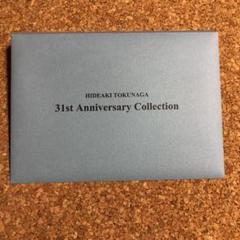 HIDEAKI TOKUNAGA
31st Anniversary Collection